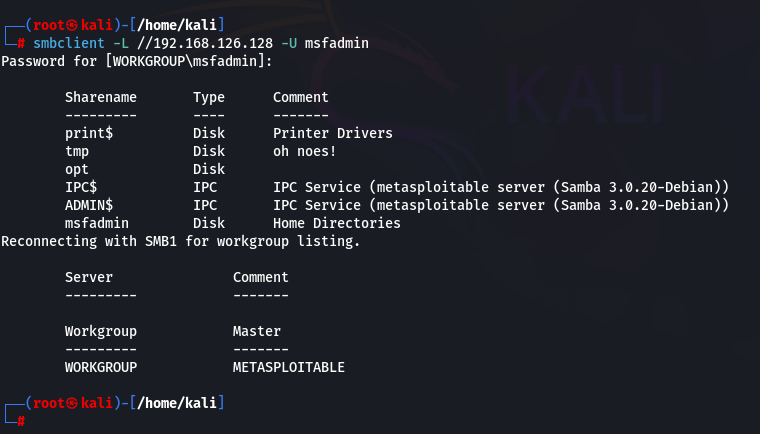 ┌──(root㉿kali)-[/home/kali]
└─# smbclient -L //192.168.126.128 -U msfadmin
Password for [WORKGROUP\msfadmin]:
Sharename       Type      Comment
---------       ----      -------
print$          Disk      Printer Drivers
tmp             Disk      oh noes!
opt             Disk
IPC$            IPC       IPC Service (metasploitable server (Samba 3.0.20-Debian))
ADMIN$          IPC       IPC Service (metasploitable server (Samba 3.0.20-Debian))
msfadmin        Disk      Home Directories
Reconnecting with SMB1 for workgroup listing.
Server               Comment
---------            -------
Workgroup            Master
---------            -------
WORKGROUP            METASPLOITABLE
┌──(root㉿kali)-[/home/kali]
└─#
KALI